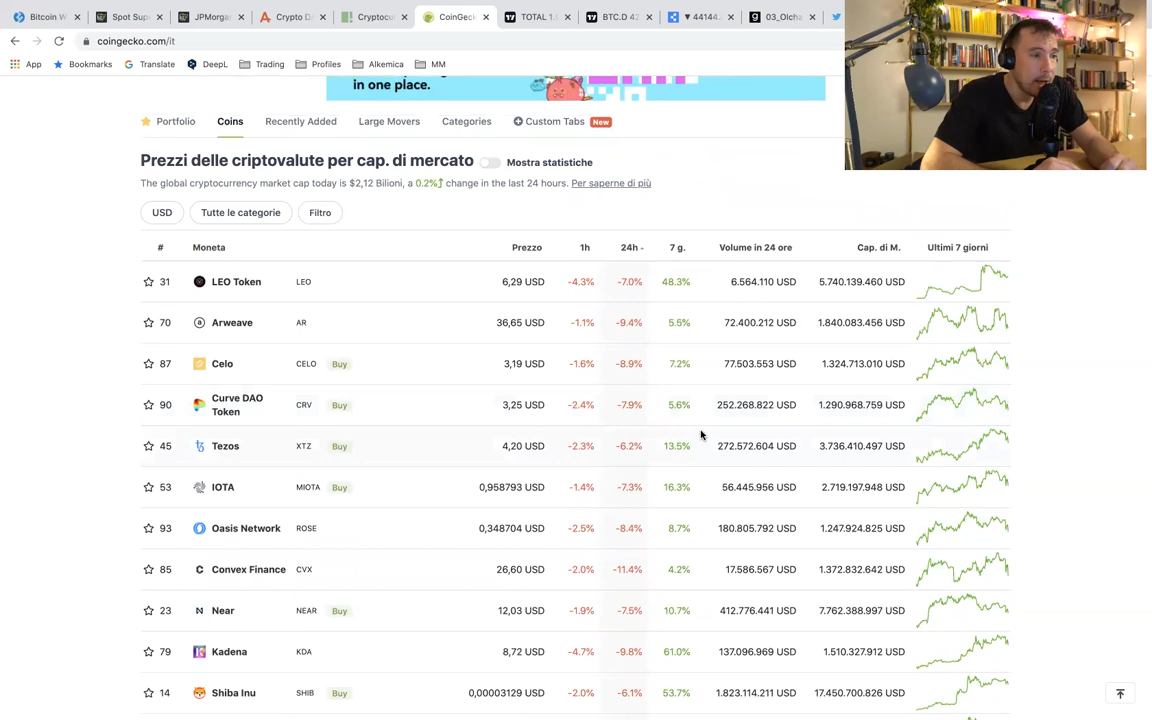 Bitcoin W
Spot Sup
JPMorga
Crypto D
Cryptocu
CoinGeck
TOTAL 1.
BTC.D 42
▼ 44144.
03_Olcha
coingecko.com/it
App
Bookmarks
Translate
DeepL
Trading
Profiles
Alkemica
MM
in one place.
Portfolio
Coins
Recently Added
Large Movers
Categories
Custom Tabs New
Prezzi delle criptovalute per cap. di mercato
Mostra statistiche
The global cryptocurrency market cap today is $2,12 Bilioni, a 0.2% change in the last 24 hours. Per saperne di più
USD
Tutte le categorie
Filtro
# Moneta Prezzo 1h 24h 7 g. Volume in 24 ore Cap. di M. Ultimi 7 giorni
31 LEO Token LEO 6,29 USD -4.3% -7.0% 48.3% 6.564.110 USD 5.740.139.460 USD
70 Arweave AR 36,65 USD -1.1% -9.4% 5.5% 72.400.212 USD 1.840.083.456 USD
87 Celo CELO Buy 3,19 USD -1.6% -8.9% 7.2% 77.503.553 USD 1.324.713.010 USD
90 Curve DAO Token CRV Buy 3,25 USD -2.4% -7.9% 5.6% 252.268.822 USD 1.290.968.759 USD
45 Tezos XTZ Buy 4,20 USD -2.3% -6.2% 13.5% 272.572.604 USD 3.736.410.497 USD
53 IOTA MIOTA Buy 0,958793 USD -1.4% -7.3% 16.3% 56.445.956 USD 2.719.197.948 USD
93 Oasis Network ROSE 0,348704 USD -2.5% -8.4% 8.7% 180.805.792 USD 1.247.924.825 USD
85 Convex Finance CVX 26,60 USD -2.0% -11.4% 4.2% 17.586.567 USD 1.372.832.642 USD
23 Near NEAR Buy 12,03 USD -1.9% -7.5% 10.7% 412.776.441 USD 7.762.388.997 USD
79 Kadena KDA 8,72 USD -4.7% -9.8% 61.0% 137.096.969 USD 1.510.327.912 USD
14 Shiba Inu SHIB Buy 0,00003129 USD -2.0% -6.1% 53.7% 1.823.114.211 USD 17.450.700.826 USD